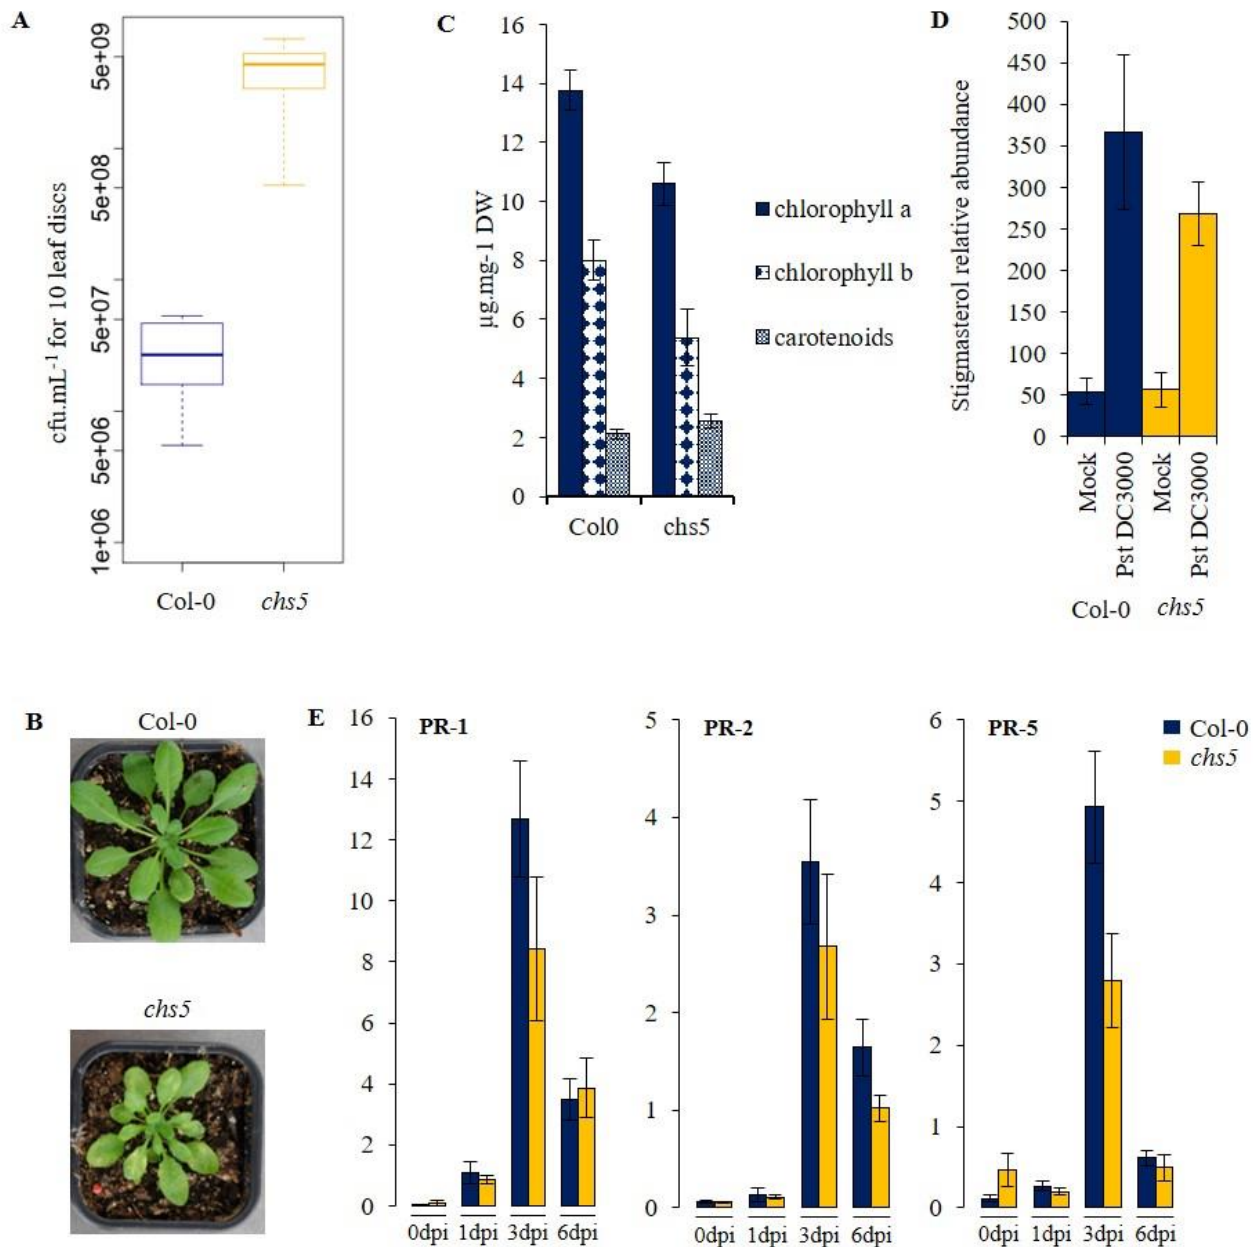 A
cfu.mL-1 for 10 leaf discs
5e+09
5e+08
5e+07
5e+06
1e+06
Col-0
chs5
C
µg.mg-1 DW
16
14
12
10
8
6
4
2
0
Col0
chs5
chlorophyll a
chlorophyll b
carotenoids
D
Stigmasterol relative abundance
500
450
400
350
300
250
200
150
100
50
0
Mock
Pst DC3000
Mock
Pst DC3000
Col-0
chs5
B
Col-0
chs5
E
PR-1
16
14
12
10
8
6
4
2
0
0dpi 1dpi 3dpi 6dpi
PR-2
5
4
3
2
1
0
0dpi 1dpi 3dpi 6dpi
PR-5
6
5
4
3
2
1
0
0dpi 1dpi 3dpi 6dpi
Col-0
chs5